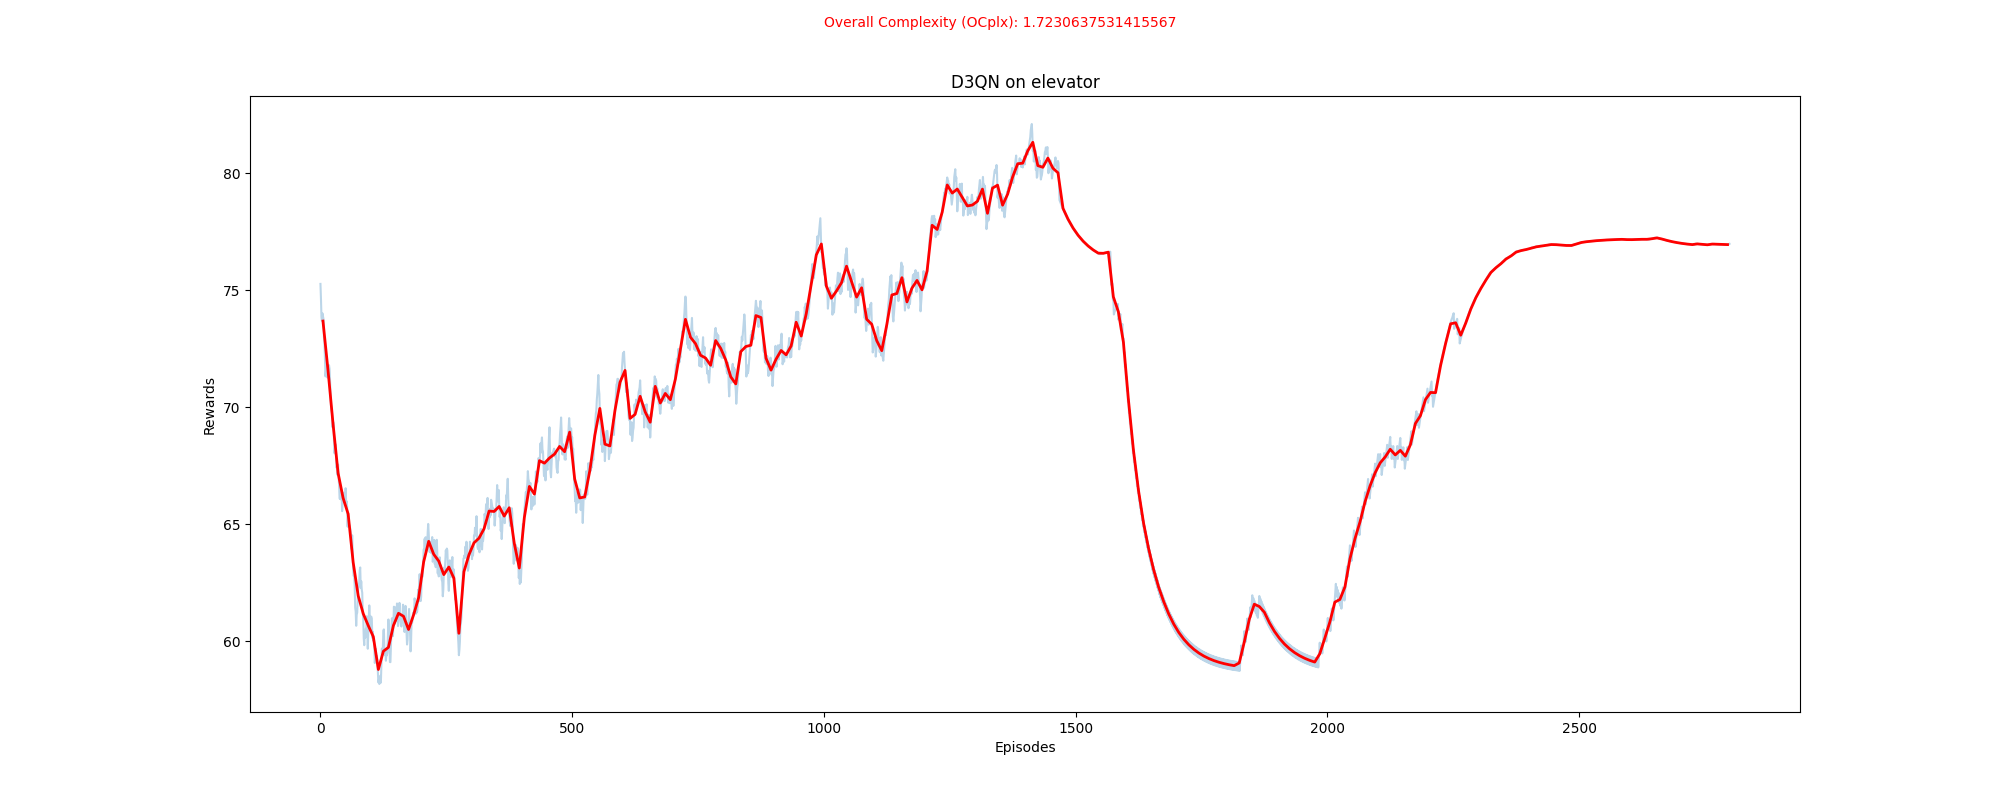 Overall Complexity (OCplx): 1.7230637531415567
D3QN on elevator
80
75
70
65
60
Rewards
0 500 1000 1500 2000 2500
Episodes